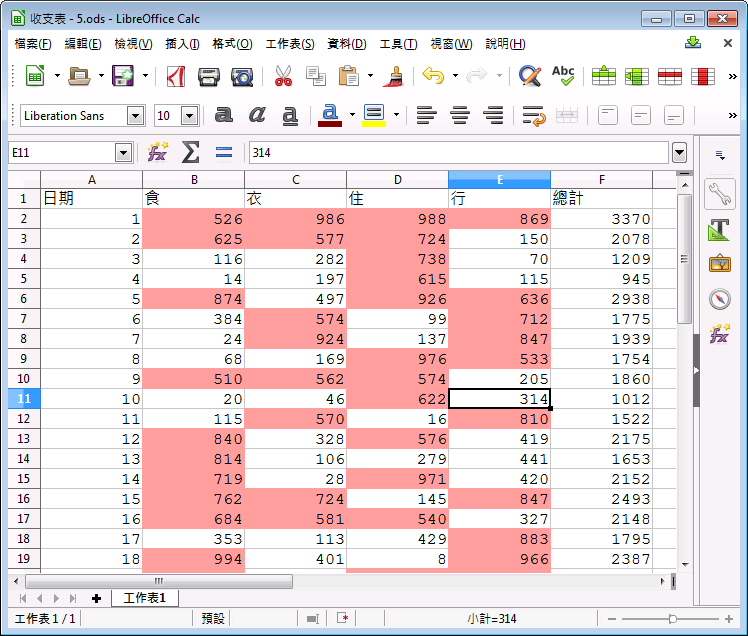 收支表 - 5.ods - LibreOffice Calc
檔案(F) 編輯(E) 檢視(V) 插入(I) 格式(O) 工作表(S) 資料(D) 工具(T) 視窗(W) 說明(H)
Abc
Liberation Sans 10 a a a a
E11 fx Σ = 314
A B C D E F
1 日期 食 衣 住 行 總計
2 1 526 986 988 869 3370
3 2 625 577 724 150 2078
4 3 116 282 738 70 1209
5 4 14 197 615 115 945
6 5 874 497 926 636 2938
7 6 384 574 99 712 1775
8 7 24 924 137 847 1939
9 8 68 169 976 533 1754
10 9 510 562 574 205 1860
11 10 20 46 622 314 1012
12 11 115 570 16 810 1522
13 12 840 328 576 419 2175
14 13 814 106 279 441 1653
15 14 719 28 971 420 2152
16 15 762 724 145 847 2493
17 16 684 581 540 327 2148
18 17 353 113 429 883 1795
19 18 994 401 8 966 2387
工作表1
工作表 1 / 1 預設 小計=314